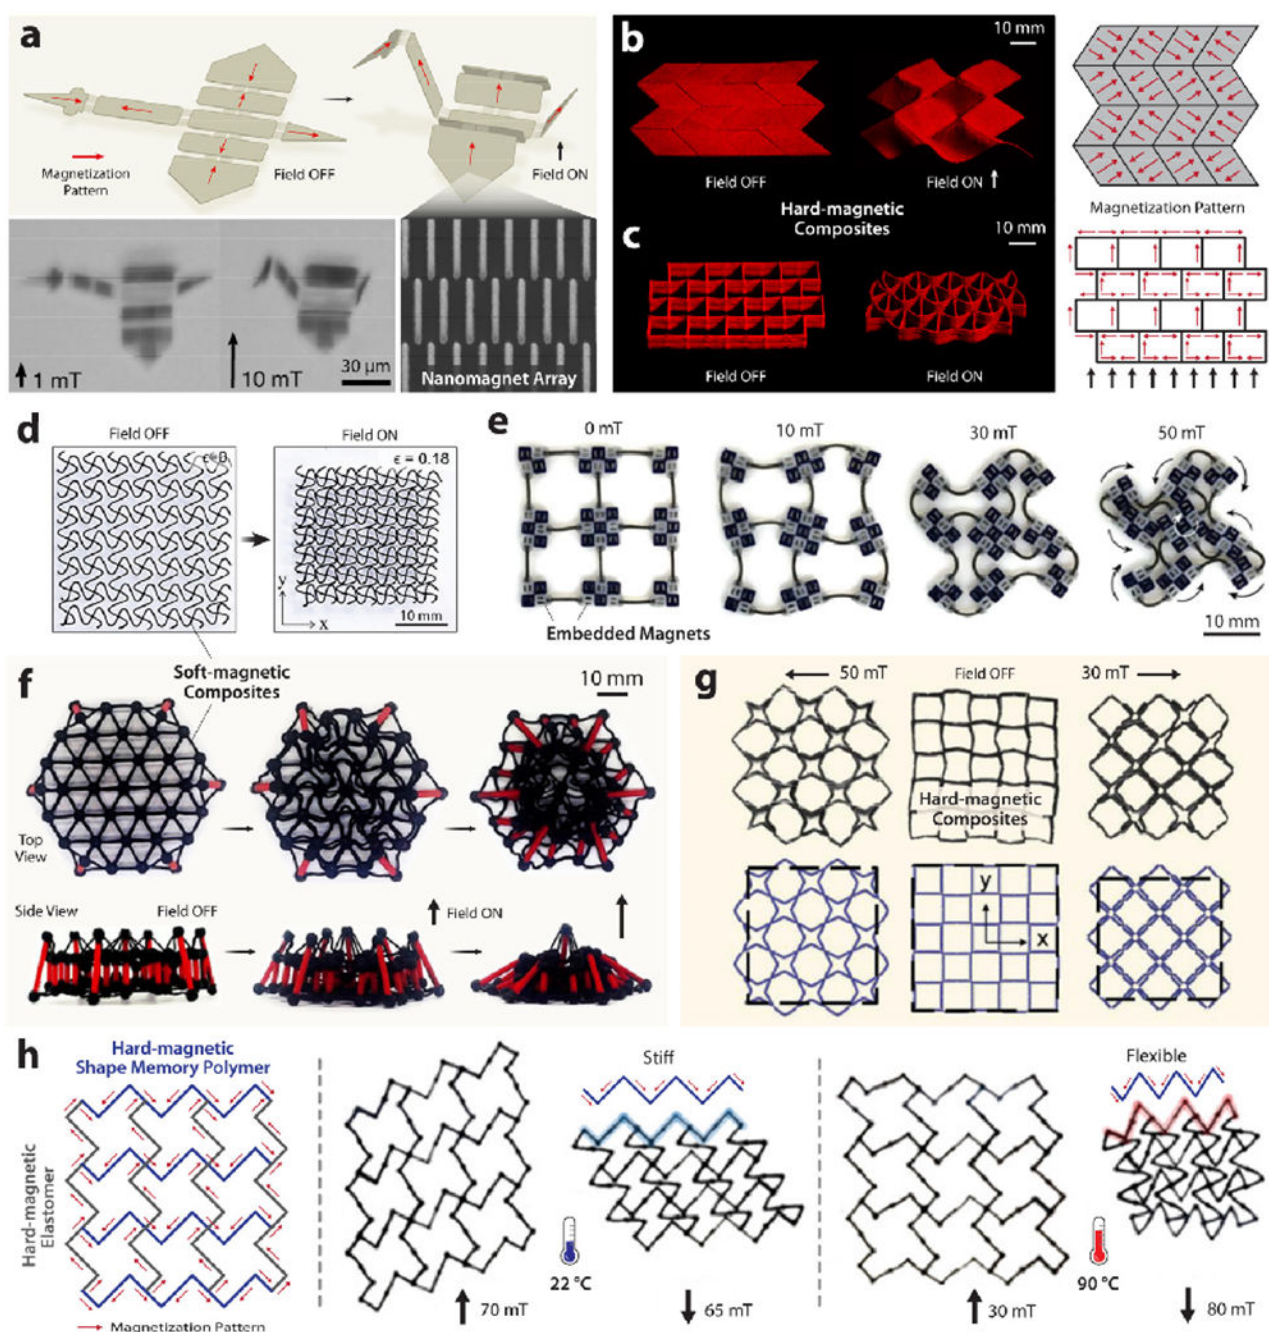 a
Magnetization
Pattern
Field OFF
Field ON
1 mT
10 mT
30 µm
Nanomagnet Array
b
10 mm
Field OFF
Field ON
Hard-magnetic
Composites
Magnetization Pattern
c
10 mm
Field OFF
Field ON
d
Field OFF
Field ON
ϵ = 0.18
y
x
10 mm
e
0 mT
10 mT
30 mT
50 mT
Embedded Magnets
10 mm
Soft-magnetic
Composites
f
10 mm
Top
View
Side View
Field OFF
Field ON
g
50 mT
Field OFF
30 mT
Hard-magnetic
Composites
y
x
h
Hard-magnetic
Shape Memory Polymer
Hard-magnetic
Elastomer
Magnetization Pattern
Stiff
22 °C
70 mT
65 mT
Flexible
90 °C
30 mT
80 mT